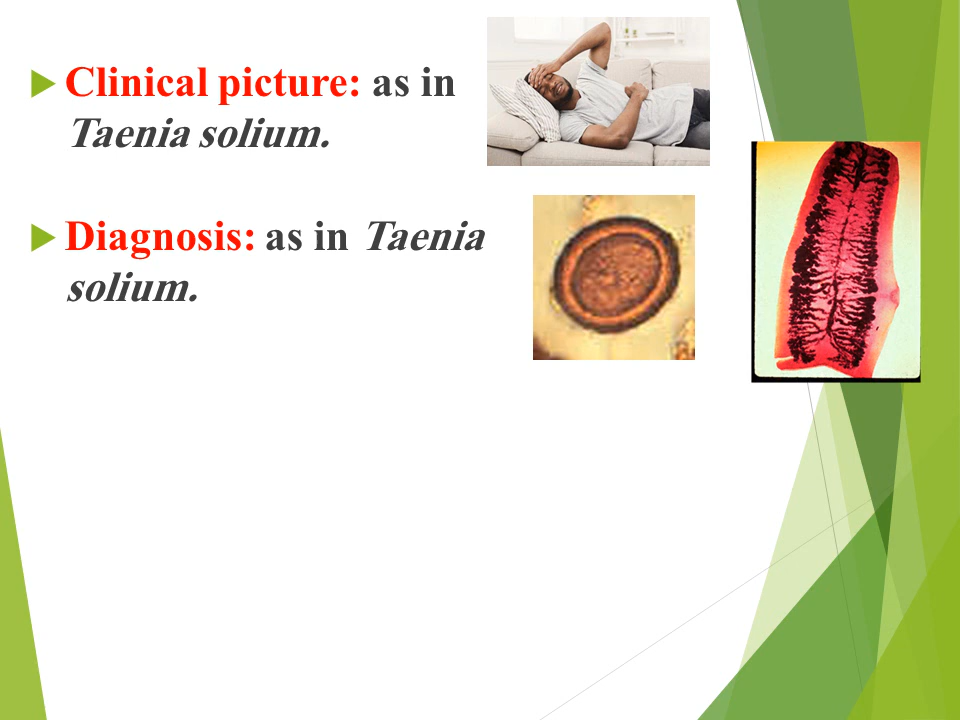 Clinical picture: as in
Taenia solium.
Diagnosis: as in Taenia
solium.